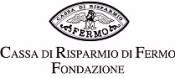 CASSA DI RISPARMIO
FERMO
CASSA DI RISPARMIO DI FERMO
FONDAZIONE